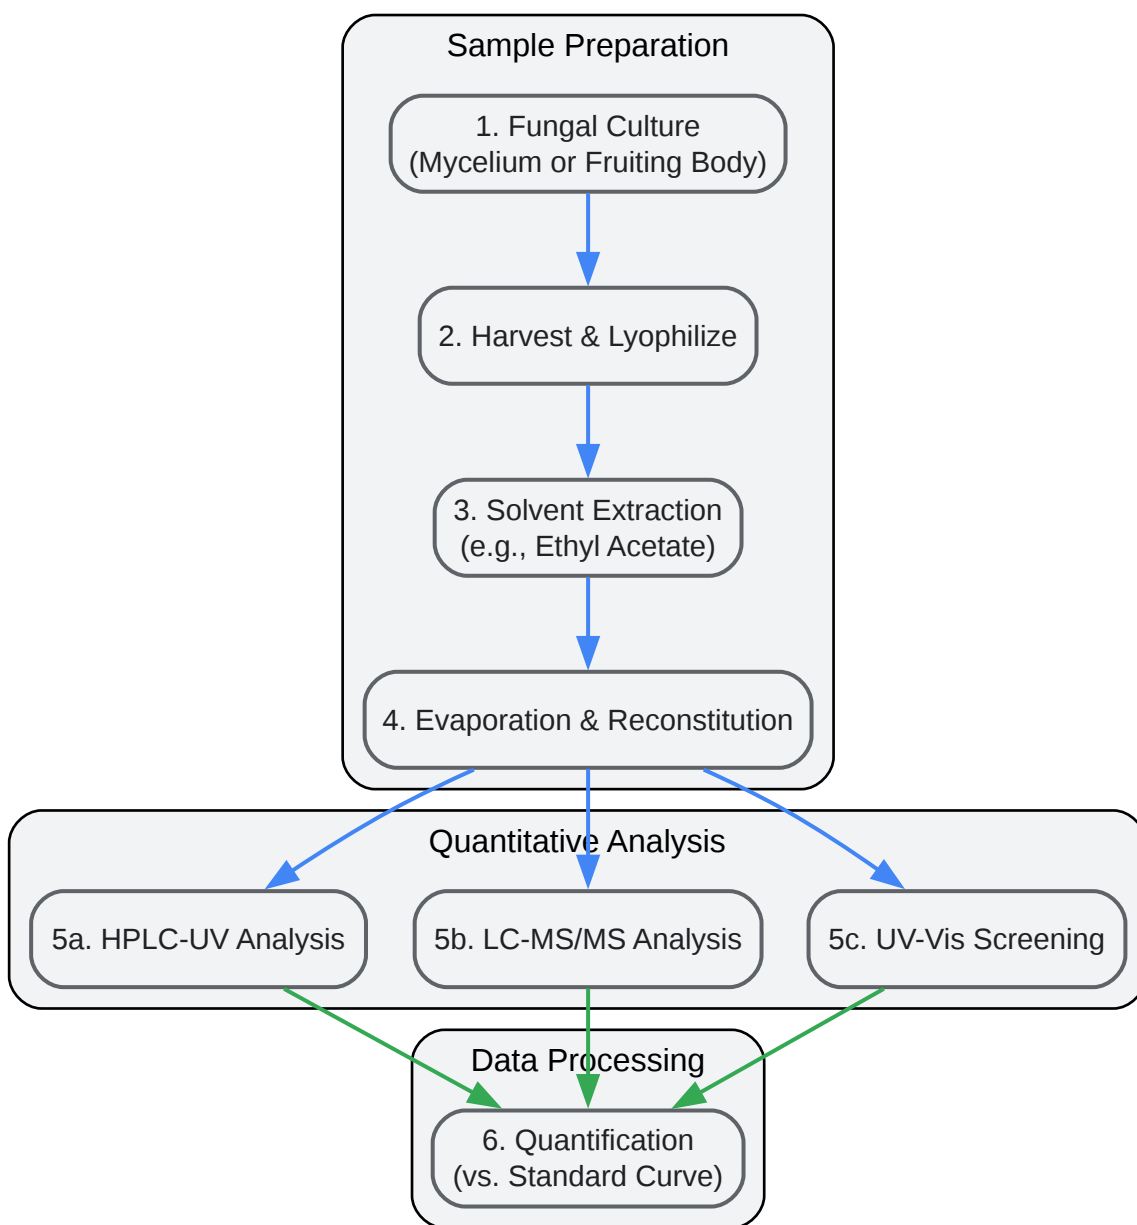 Sample Preparation
1. Fungal Culture
(Mycelium or Fruiting Body)
2. Harvest & Lyophilize
3. Solvent Extraction
(e.g., Ethyl Acetate)
4. Evaporation & Reconstitution
Quantitative Analysis
5a. HPLC-UV Analysis
5b. LC-MS/MS Analysis
5c. UV-Vis Screening
Data Processing
6. Quantification
(vs. Standard Curve)